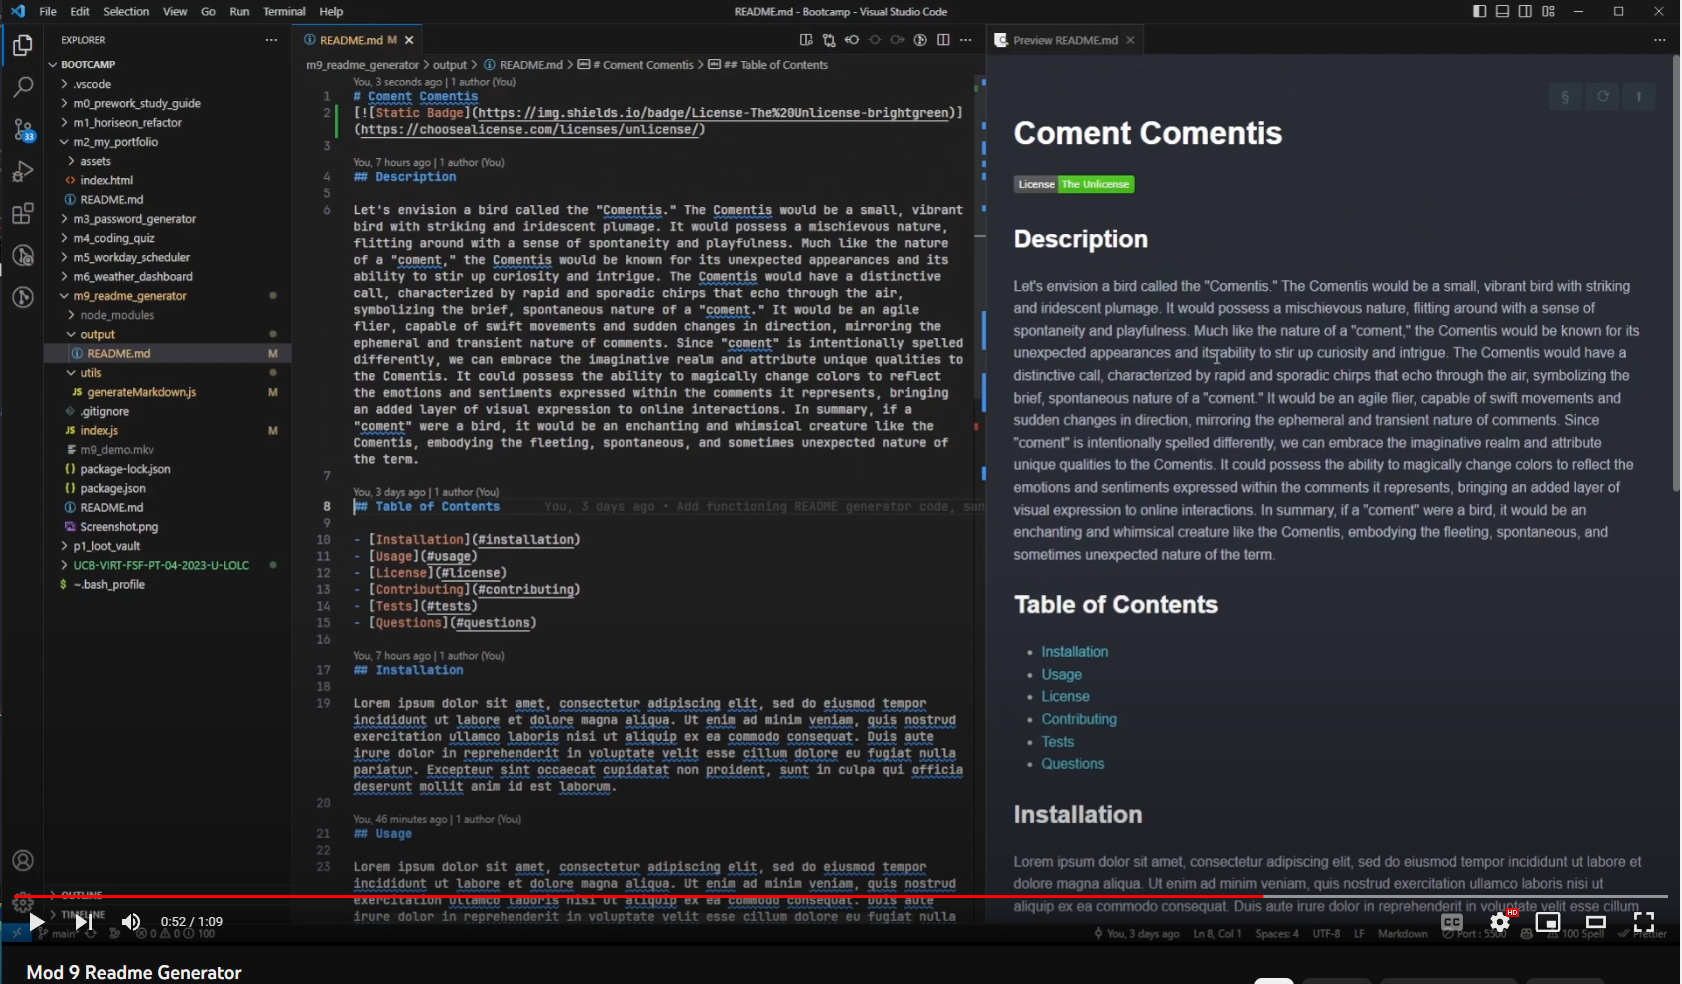 File Edit Selection View Go Run Terminal Help
README.md - Bootcamp - Visual Studio Code
EXPLORER
BOOTCAMP
.vscode
m0_prework_study_guide
m1_horiseon_refactor
m2_my_portfolio
assets
index.html
README.md
m3_password_generator
m4_coding_quiz
m5_workday_scheduler
m6_weather_dashboard
m9_readme_generator
node_modules
output
README.md M
utils
generateMarkdown.js M
.gitignore
index.js M
m9_demo.mkv
package-lock.json
package.json
README.md
Screenshot.png
p1_loot_vault
UCB-VIRT-FSF-PT-04-2023-U-LOLC
~.bash_profile
OUTLINE
TIMELINE
33
README.md M
m9_readme_generator > output > README.md > # Coment Comentis > ## Table of Contents
You, 3 seconds ago | 1 author (You)
1 # Coment Comentis
2 [![Static Badge](https://img.shields.io/badge/License-The%20Unlicense-brightgreen)]
(https://choosealicense.com/licenses/unlicense/)
3
You, 7 hours ago | 1 author (You)
4 ## Description
5
6 Let's envision a bird called the "Comentis." The Comentis would be a small, vibrant
bird with striking and iridescent plumage. It would possess a mischievous nature,
flitting around with a sense of spontaneity and playfulness. Much like the nature
of a "coment," the Comentis would be known for its unexpected appearances and its
ability to stir up curiosity and intrigue. The Comentis would have a distinctive
call, characterized by rapid and sporadic chirps that echo through the air,
symbolizing the brief, spontaneous nature of a "coment." It would be an agile
flier, capable of swift movements and sudden changes in direction, mirroring the
ephemeral and transient nature of comments. Since "coment" is intentionally spelled
differently, we can embrace the imaginative realm and attribute unique qualities to
the Comentis. It could possess the ability to magically change colors to reflect
the emotions and sentiments expressed within the comments it represents, bringing
an added layer of visual expression to online interactions. In summary, if a
"coment" were a bird, it would be an enchanting and whimsical creature like the
Comentis, embodying the fleeting, spontaneous, and sometimes unexpected nature of
the term.
7
You, 3 days ago | 1 author (You)
8 ## Table of Contents You, 3 days ago • Add functioning README generator code, san
9
10 - [Installation](#installation)
11 - [Usage](#usage)
12 - [License](#license)
13 - [Contributing](#contributing)
14 - [Tests](#tests)
15 - [Questions](#questions)
16
You, 7 hours ago | 1 author (You)
17 ## Installation
18
19 Lorem ipsum dolor sit amet, consectetur adipiscing elit, sed do eiusmod tempor
incididunt ut labore et dolore magna aliqua. Ut enim ad minim veniam, quis nostrud
exercitation ullamco laboris nisi ut aliquip ex ea commodo consequat. Duis aute
irure dolor in reprehenderit in voluptate velit esse cillum dolore eu fugiat nulla
pariatur. Excepteur sint occaecat cupidatat non proident, sunt in culpa qui officia
deserunt mollit anim id est laborum.
20
You, 46 minutes ago | 1 author (You)
21 ## Usage
22
23 Lorem ipsum dolor sit amet, consectetur adipiscing elit, sed do eiusmod tempor
incididunt ut labore et dolore magna aliqua. Ut enim ad minim veniam, quis nostrud
exercitation ullamco laboris nisi ut aliquip ex ea commodo consequat. Duis aute
irure dolor in reprehenderit in voluptate velit esse cillum dolore eu fugiat nulla
Preview README.md
Coment Comentis
License The Unlicense
Description
Let's envision a bird called the "Comentis." The Comentis would be a small, vibrant bird with striking
and iridescent plumage. It would possess a mischievous nature, flitting around with a sense of
spontaneity and playfulness. Much like the nature of a "coment," the Comentis would be known for its
unexpected appearances and its ability to stir up curiosity and intrigue. The Comentis would have a
distinctive call, characterized by rapid and sporadic chirps that echo through the air, symbolizing the
brief, spontaneous nature of a "coment." It would be an agile flier, capable of swift movements and
sudden changes in direction, mirroring the ephemeral and transient nature of comments. Since
"coment" is intentionally spelled differently, we can embrace the imaginative realm and attribute
unique qualities to the Comentis. It could possess the ability to magically change colors to reflect the
emotions and sentiments expressed within the comments it represents, bringing an added layer of
visual expression to online interactions. In summary, if a "coment" were a bird, it would be an
enchanting and whimsical creature like the Comentis, embodying the fleeting, spontaneous, and
sometimes unexpected nature of the term.
Table of Contents
• Installation
• Usage
• License
• Contributing
• Tests
• Questions
Installation
Lorem ipsum dolor sit amet, consectetur adipiscing elit, sed do eiusmod tempor incididunt ut labore et
dolore magna aliqua. Ut enim ad minim veniam, quis nostrud exercitation ullamco laboris nisi ut
aliquip ex ea commodo consequat. Duis aute irure dolor in reprehenderit in voluptate velit esse cillum
0:52 / 1:09
CC HD
main* 0 0 100
You, 3 days ago Ln 8, Col 1 Spaces: 4 UTF-8 LF Markdown Port : 5500 100 Spell Prettier
Mod 9 Readme Generator